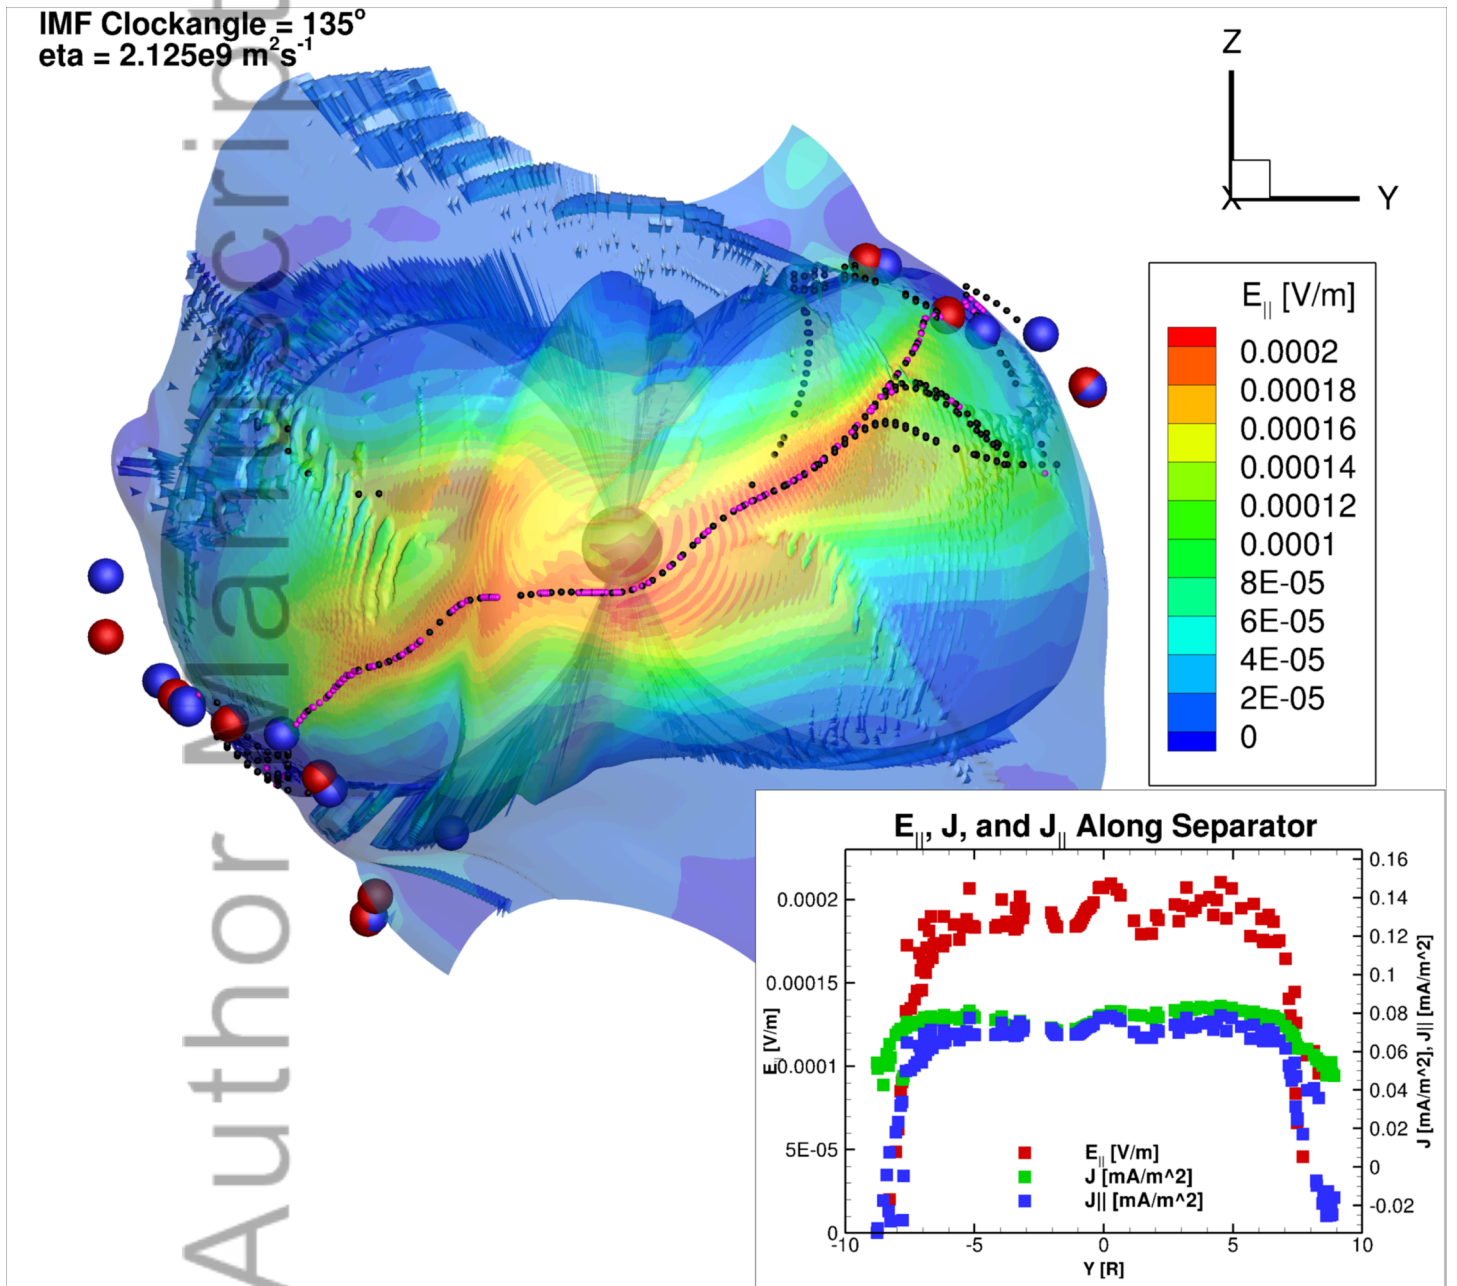 IMF Clockangle = 135°
eta = 2.125e9 m²s⁻¹
Author Manuscript
Z
Y
X
E|| [V/m]
0.0002
0.00018
0.00016
0.00014
0.00012
0.0001
8E-05
6E-05
4E-05
2E-05
0
E||, J, and J|| Along Separator
0.0002
0.00015
0.0001
5E-05
0
E|| [V/m]
0.16
0.14
0.12
0.1
0.08
0.06
0.04
0.02
0
-0.02
J [mA/m^2], J|| [mA/m^2]
E|| [V/m]
J [mA/m^2]
J|| [mA/m^2]
-10
-5
0
5
10
Y [R]